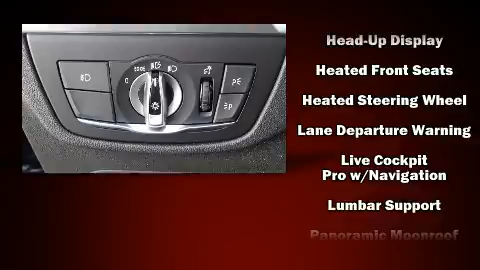 Head-Up Display
Heated Front Seats
Heated Steering Wheel
Lane Departure Warning
Live Cockpit
Pro w/Navigation
Lumbar Support
Panoramic Moonroof